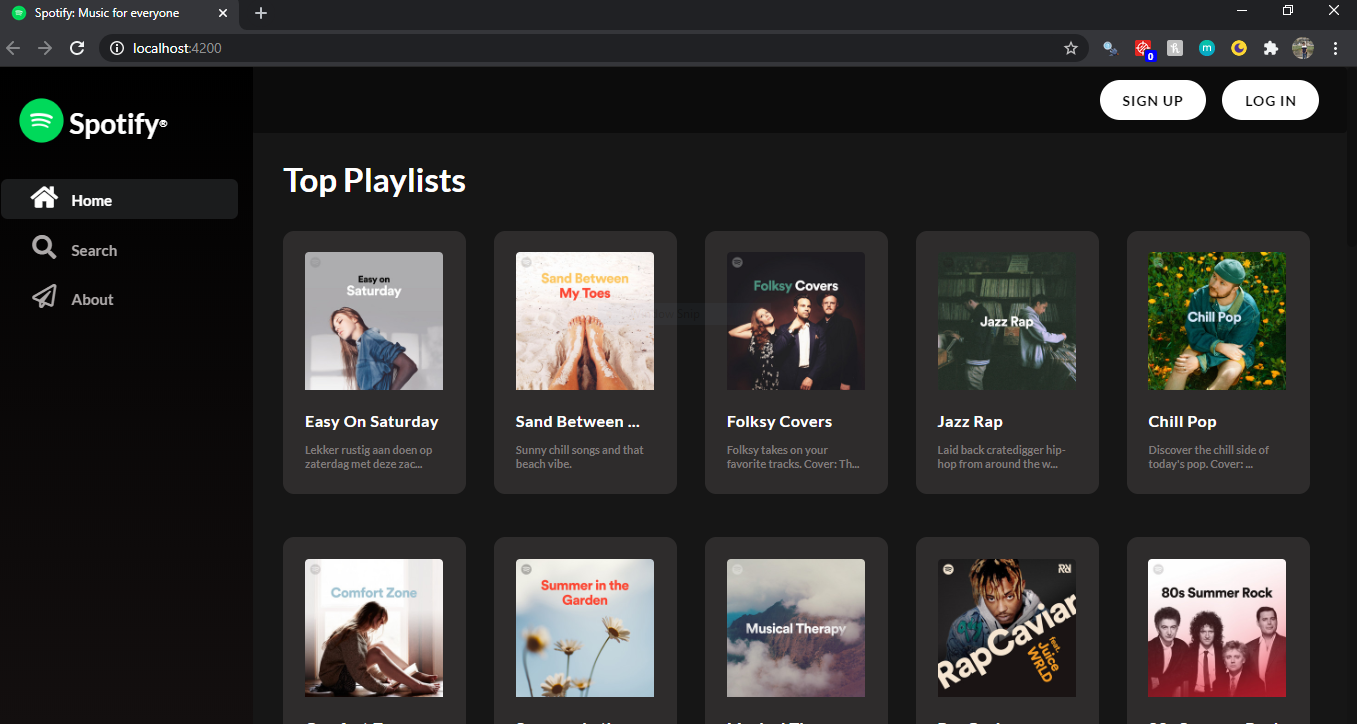 Spotify: Music for everyone
localhost:4200
0
m
Spotify®
SIGN UP
LOG IN
Home
Search
About
Top Playlists
Easy on
Saturday
Easy On Saturday
Lekker rustig aan doen op
zaterdag met deze zac...
Sand Between
My Toes
Sand Between ...
Sunny chill songs and that
beach vibe.
Folksy Covers
Folksy Covers
Folksy takes on your
favorite tracks. Cover: Th...
Jazz Rap
Jazz Rap
Laid back cratedigger hip-
hop from around the w...
Chill Pop
Chill Pop
Discover the chill side of
today's pop. Cover: ...
Comfort Zone
Summer in the
Garden
Musical Therapy
RapCaviar
feat.
Juice
WRLD
80s Summer Rock